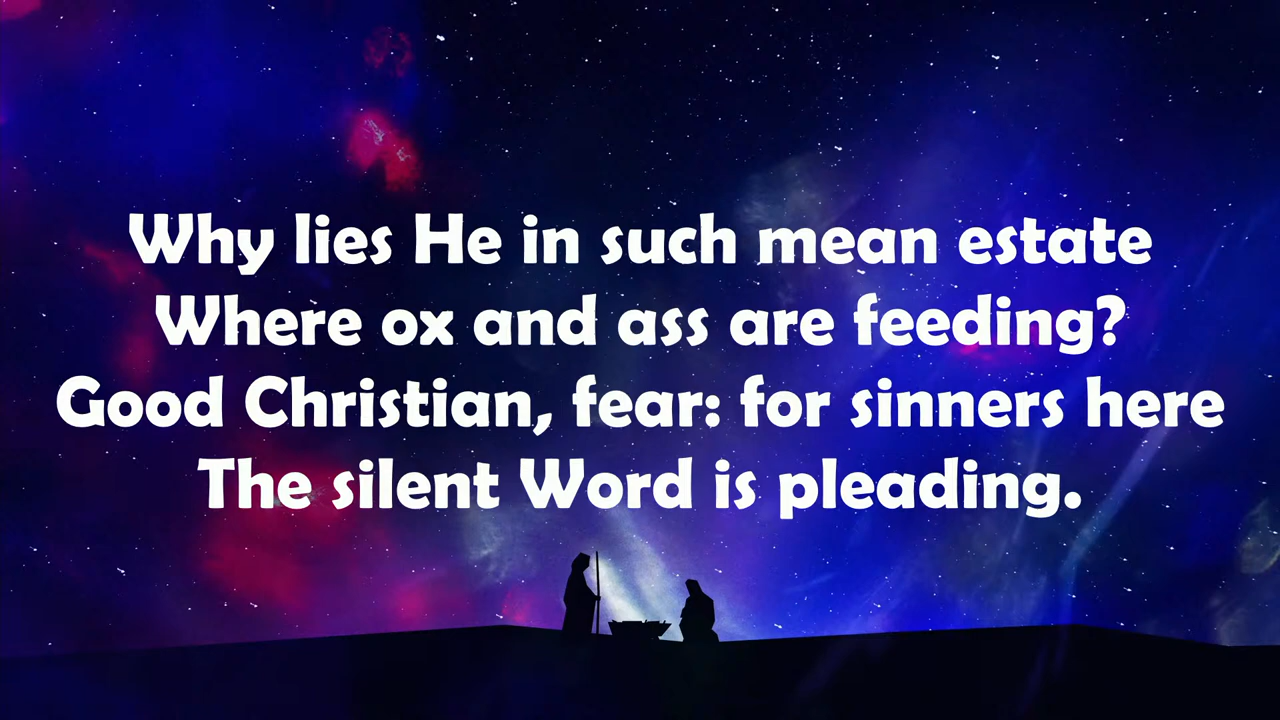 Why lies He in such mean estate
Where ox and ass are feeding?
Good Christian, fear: for sinners here
The silent Word is pleading.